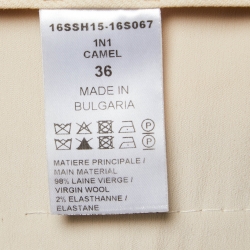 16SSH15-16S067
1N1
CAMEL
36
MADE IN
BULGARIA
MATIERE PRINCIPALE /
MAIN MATERIAL
98% LAINE VIERGE /
VIRGIN WOOL
2% ELASTHANNE /
ELASTANE